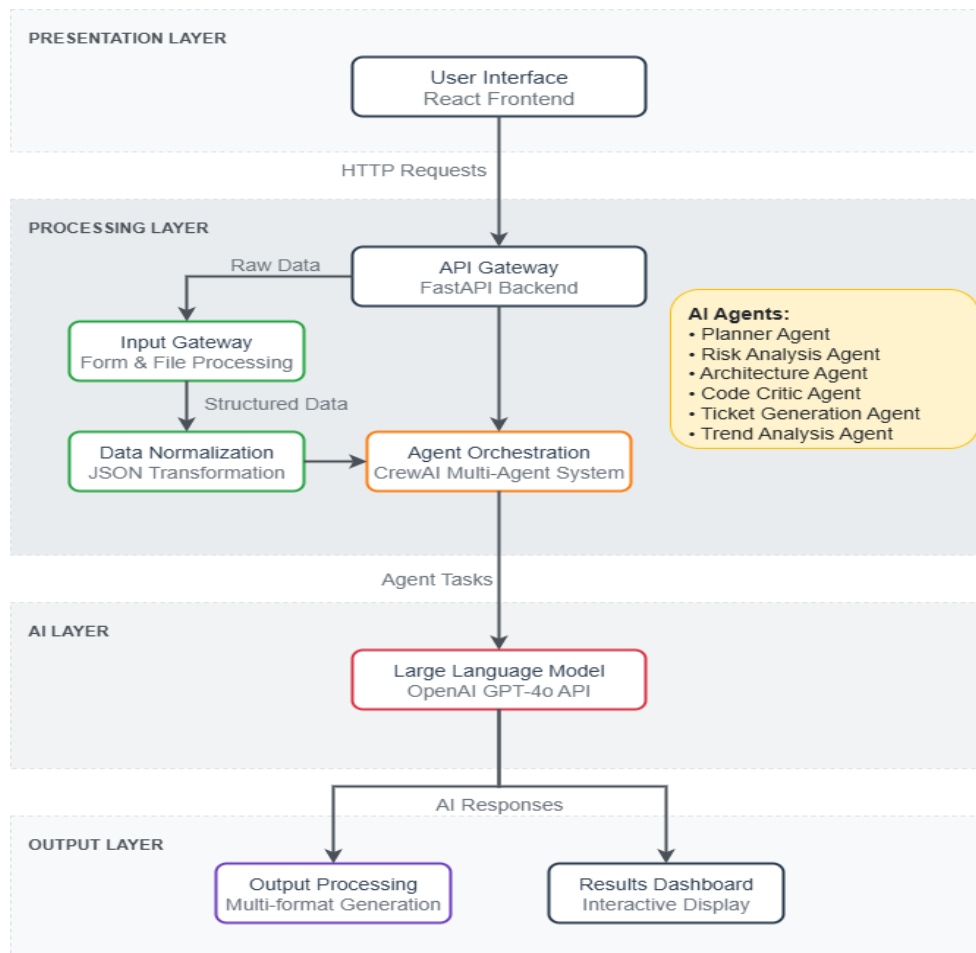 PRESENTATION LAYER
User Interface
React Frontend
HTTP Requests
PROCESSING LAYER
Raw Data
API Gateway
FastAPI Backend
Input Gateway
Form & File Processing
Structured Data
Data Normalization
JSON Transformation
Agent Orchestration
CrewAI Multi-Agent System
AI Agents:
• Planner Agent
• Risk Analysis Agent
• Architecture Agent
• Code Critic Agent
• Ticket Generation Agent
• Trend Analysis Agent
Agent Tasks
AI LAYER
Large Language Model
OpenAI GPT-4o API
AI Responses
OUTPUT LAYER
Output Processing
Multi-format Generation
Results Dashboard
Interactive Display